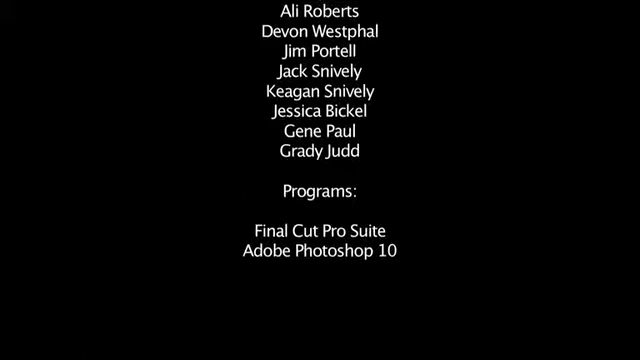 Ali Roberts
Devon Westphal
Jim Portell
Jack Snively
Keagan Snively
Jessica Bickel
Gene Paul
Grady Judd
Programs:
Final Cut Pro Suite
Adobe Photoshop 10